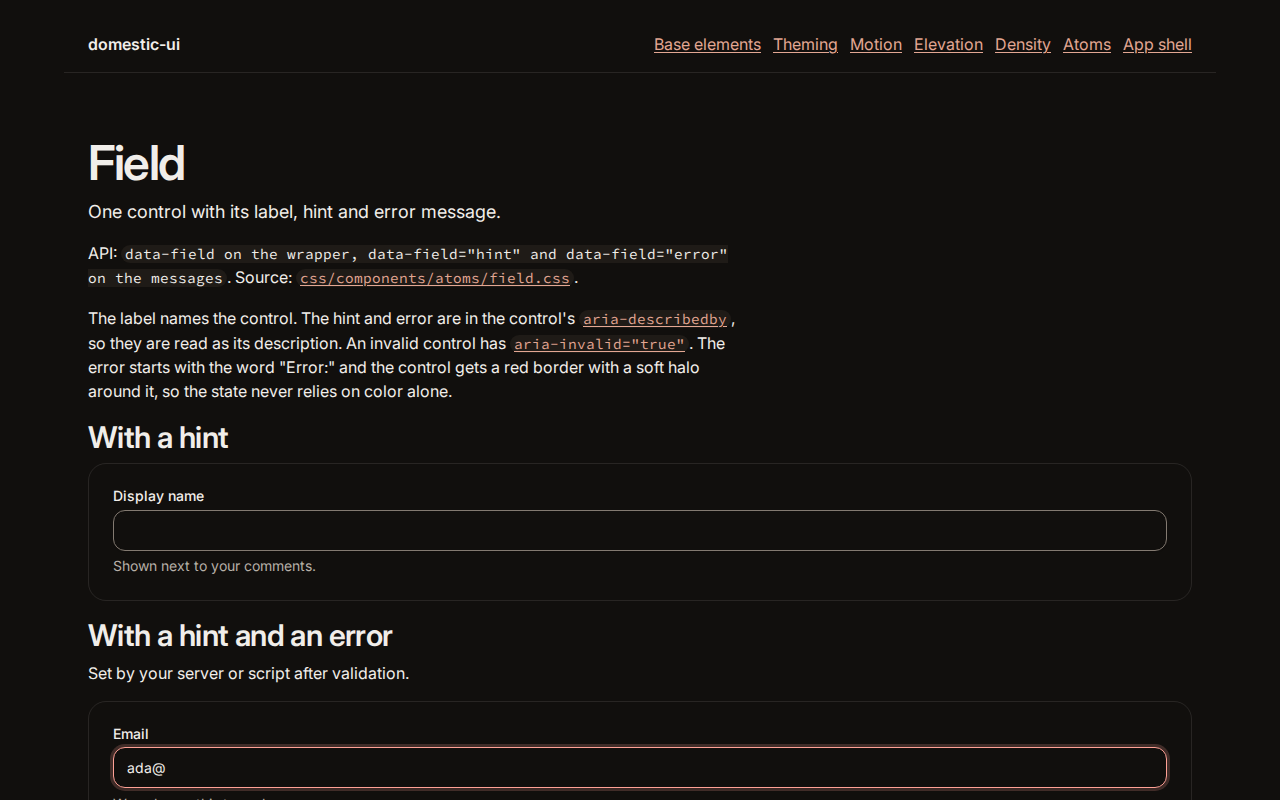 domestic-ui
Base elements Theming Motion Elevation Density Atoms App shell
Field
One control with its label, hint and error message.
API: data-field on the wrapper, data-field="hint" and data-field="error"
on the messages. Source: css/components/atoms/field.css.
The label names the control. The hint and error are in the control's aria-describedby,
so they are read as its description. An invalid control has aria-invalid="true". The
error starts with the word "Error:" and the control gets a red border with a soft halo
around it, so the state never relies on color alone.
With a hint
Display name
Shown next to your comments.
With a hint and an error
Set by your server or script after validation.
Email
ada@